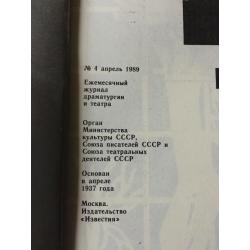 № 4 апрель 1989
Ежемесячный
журнал
драматургии
и театра
Орган
Министерства
культуры СССР,
Союза писателей СССР и
Союза театральных
деятелей СССР
Основан
в апреле
1937 года
Москва.
Издательство
«Известия»